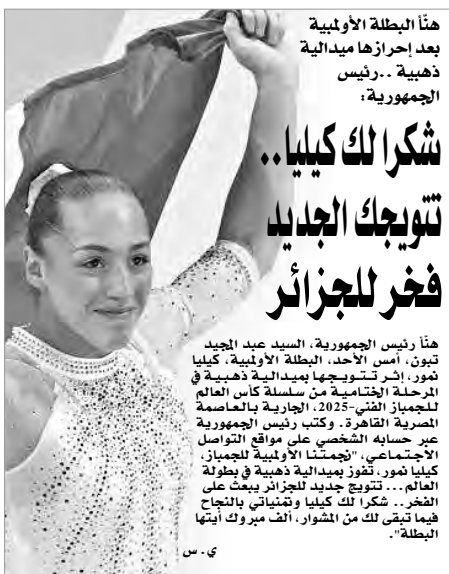 هنّأ البطلة الأولمبية
بعد إحرازها ميدالية
ذهبية ..رئيس
الجمهورية:
شكرا لك كيليا..
تتويجك الجديد
فخر للجزائر
هنّأ رئيس الجمهورية، السيد عبد المجيد
تبون، أمس الأحد، البطلة الأولمبية، كيليا
نمور، إثر تتويجها بميدالية ذهبية في
المرحلة الختامية من سلسلة كأس العالم
للجمباز الفني-2025، الجارية بالعاصمة
المصرية القاهرة. وكتب رئيس الجمهورية
عبر حسابه الشخصي على مواقع التواصل
الاجتماعي، "نجمتنا الأولمبية للجمباز،
كيليا نمور، تفوز بميدالية ذهبية في بطولة
العالم... تتويج جديد للجزائر يبعث على
الفخر.. شكرا لك كيليا وتمنياتي بالنجاح
فيما تبقى لك من المشوار، ألف مبروك أيتها
البطلة".
ي. س